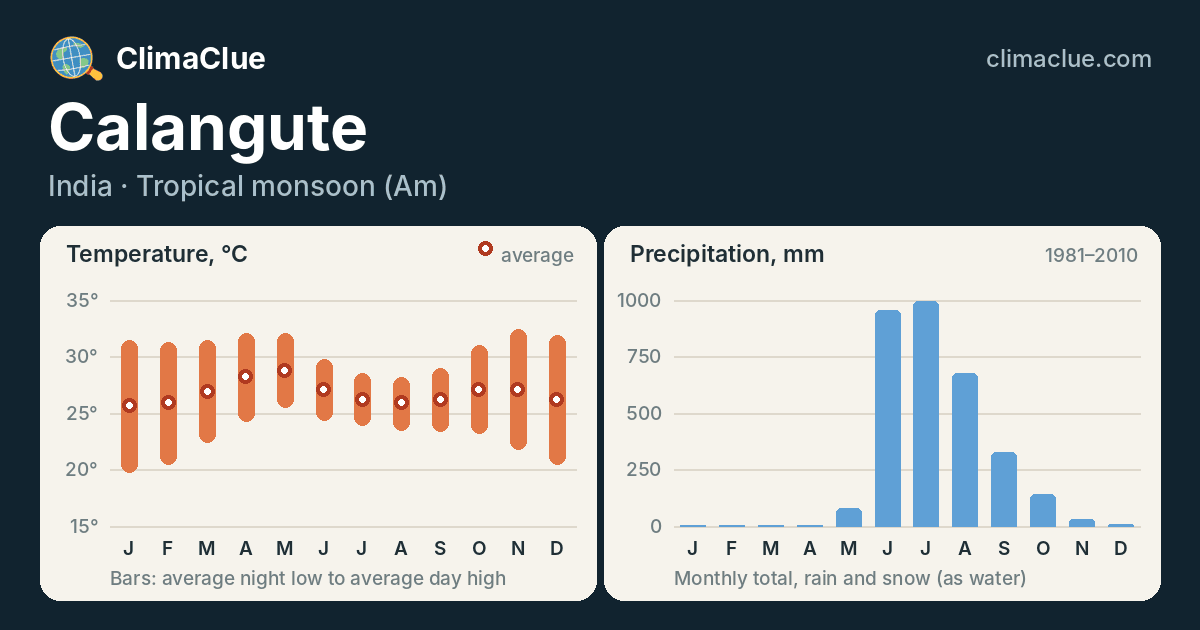 ClimaClue
climaclue.com
Calangute
India · Tropical monsoon (Am)
Temperature, °C
average
35°
30°
25°
20°
15°
J F M A M J J A S O N D
Bars: average night low to average day high
Precipitation, mm
1981–2010
1000
750
500
250
0
J F M A M J J A S O N D
Monthly total, rain and snow (as water)